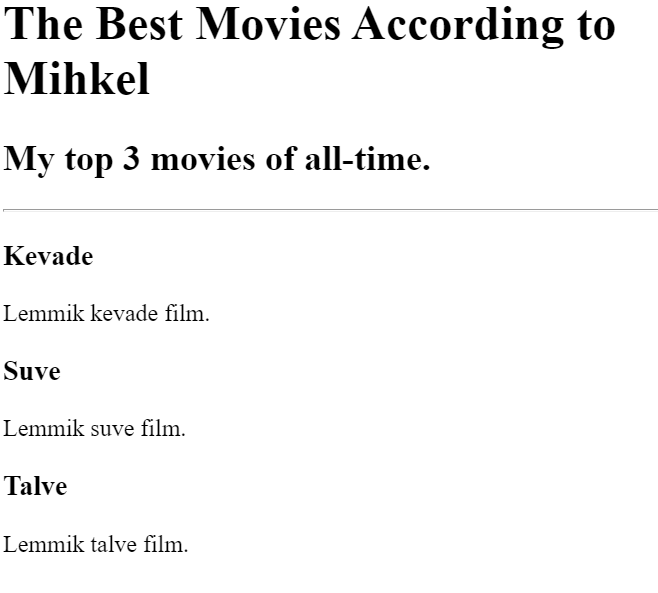 The Best Movies According to
Mihkel
My top 3 movies of all-time.
Kevade
Lemmik kevade film.
Suve
Lemmik suve film.
Talve
Lemmik talve film.